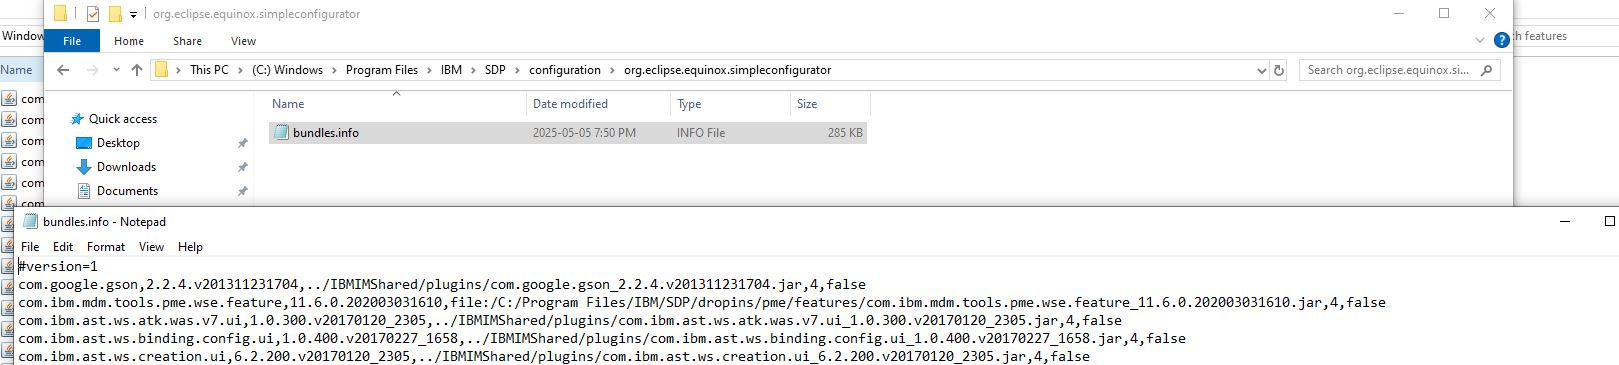 org.eclipse.equinox.simpleconfigurator
File Home Share View
This PC > (C:) Windows > Program Files > IBM > SDP > configuration > org.eclipse.equinox.simpleconfigurator
Search org.eclipse.equinox.si...
Window
ch features
Name
com
com
com
com
com
com
Quick access
Desktop
Downloads
Documents
Name Date modified Type Size
bundles.info 2025-05-05 7:50 PM INFO File 285 KB
bundles.info - Notepad
File Edit Format View Help
#version=1
com.google.gson,2.2.4.v201311231704,../IBMIMShared/plugins/com.google.gson_2.2.4.v201311231704.jar,4,false
com.ibm.mdm.tools.pme.wse.feature,11.6.0.202003031610,file:/C:/Program Files/IBM/SDP/dropins/pme/features/com.ibm.mdm.tools.pme.wse.feature_11.6.0.202003031610.jar,4,false
com.ibm.ast.ws.atk.was.v7.ui,1.0.300.v20170120_2305,../IBMIMShared/plugins/com.ibm.ast.ws.atk.was.v7.ui_1.0.300.v20170120_2305.jar,4,false
com.ibm.ast.ws.binding.config.ui,1.0.400.v20170227_1658,../IBMIMShared/plugins/com.ibm.ast.ws.binding.config.ui_1.0.400.v20170227_1658.jar,4,false
com.ibm.ast.ws.creation.ui,6.2.200.v20170120_2305,../IBMIMShared/plugins/com.ibm.ast.ws.creation.ui_6.2.200.v20170120_2305.jar,4,false